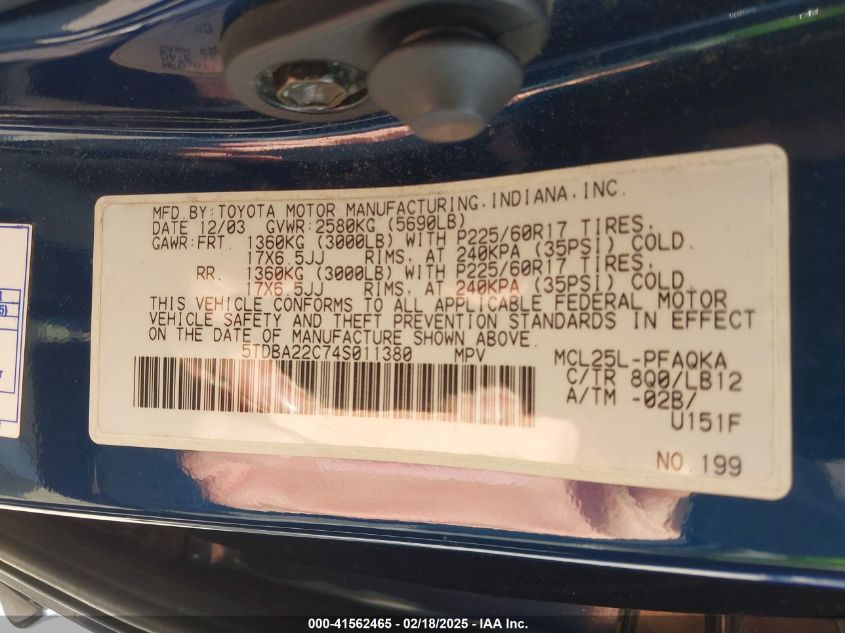 MFD.BY:TOYOTA MOTOR MANUFACTURING,INDIANA,INC.
DATE 12/03 GVWR:2580KG (5690LB)
GAWR:FRT. 1360KG (3000LB) WITH P225/60R17 TIRES,
17X6.5JJ RIMS, AT 240KPA (35PSI) COLD.
RR. 1360KG (3000LB) WITH P225/60R17 TIRES,
17X6.5JJ RIMS, AT 240KPA (35PSI) COLD.
THIS VEHICLE CONFORMS TO ALL APPLICABLE FEDERAL MOTOR
VEHICLE SAFETY AND THEFT PREVENTION STANDARDS IN EFFECT
ON THE DATE OF MANUFACTURE SHOWN ABOVE.
5TDBA22C74S011380 MPV
MCL25L-PFAQKA
C/TR 8Q0/LB12
A/TM -02B/
U151F
NO.199
000-41562465 - 02/18/2025 - IAA Inc.